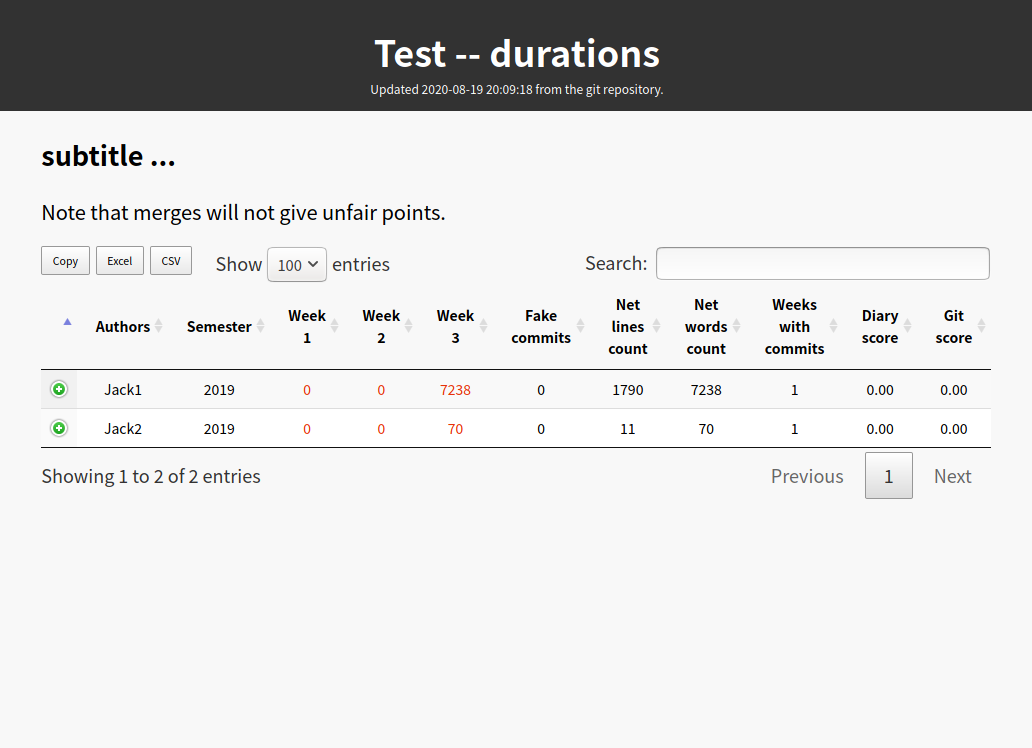 Test -- durations
Updated 2020-08-19 20:09:18 from the git repository.
subtitle ...
Note that merges will not give unfair points.
Copy Excel CSV Show 100 entries Search:
Authors Semester Week 1 Week 2 Week 3 Fake commits Net lines count Net words count Weeks with commits Diary score Git score
Jack1 2019 0 0 7238 0 1790 7238 1 0.00 0.00
Jack2 2019 0 0 70 0 11 70 1 0.00 0.00
Showing 1 to 2 of 2 entries Previous 1 Next